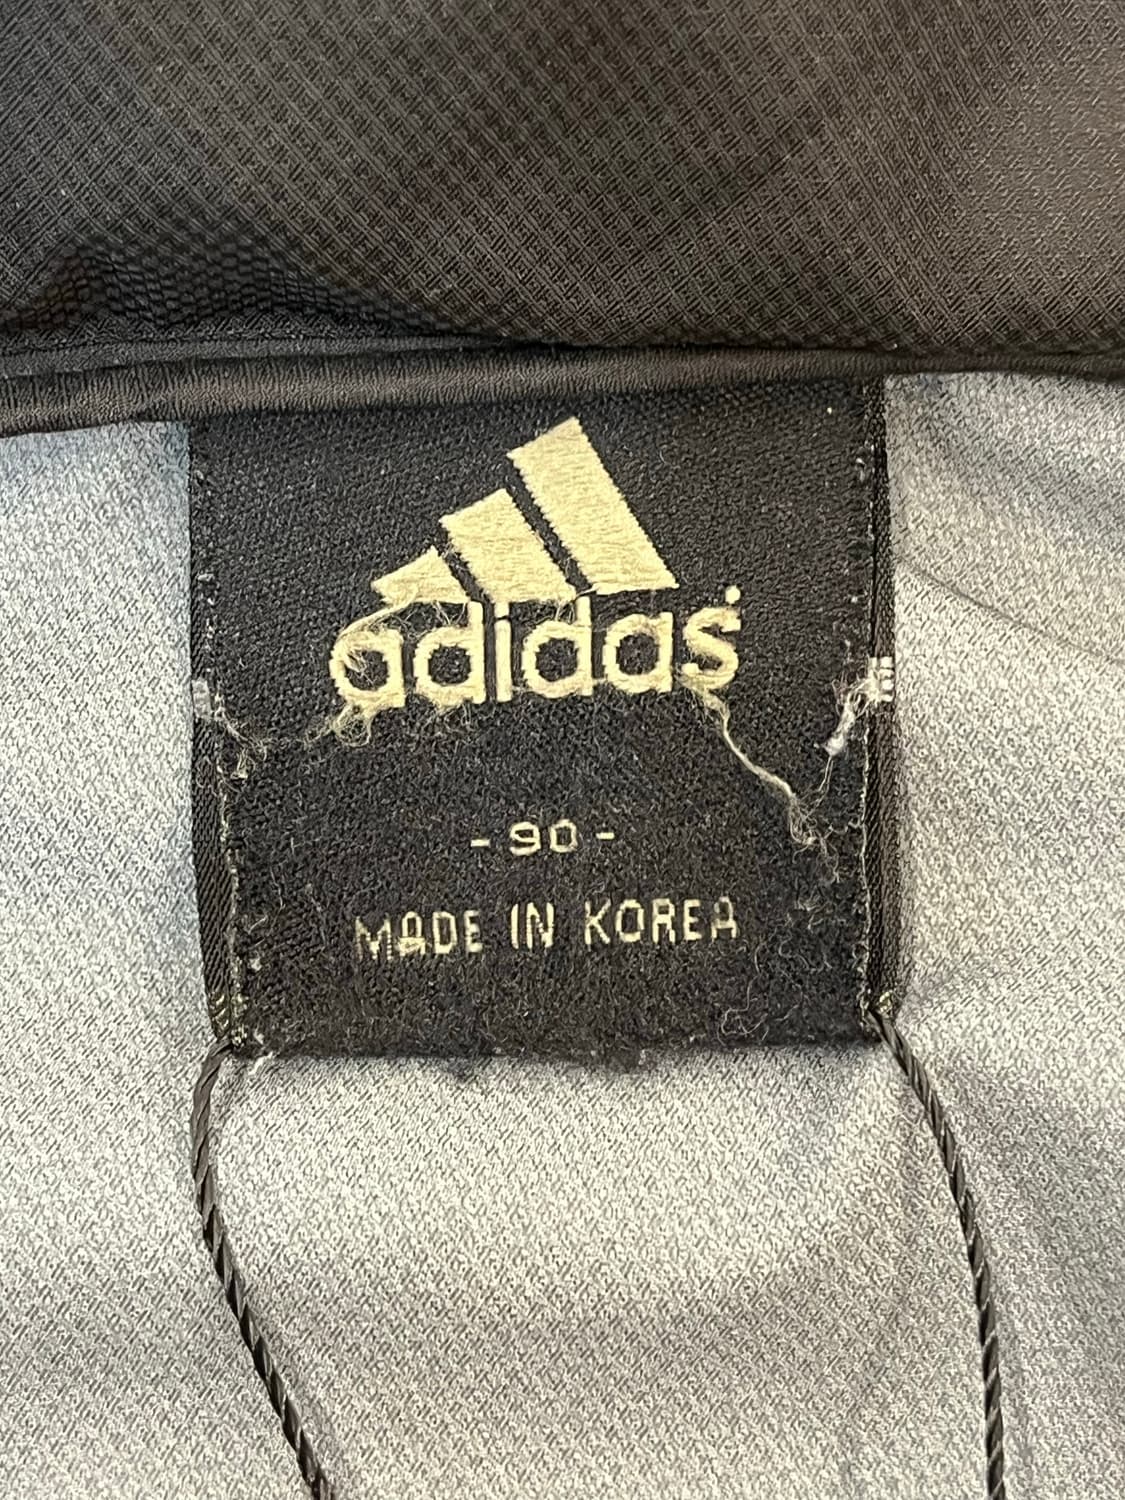 adidas
- 90 -
MADE IN KOREA